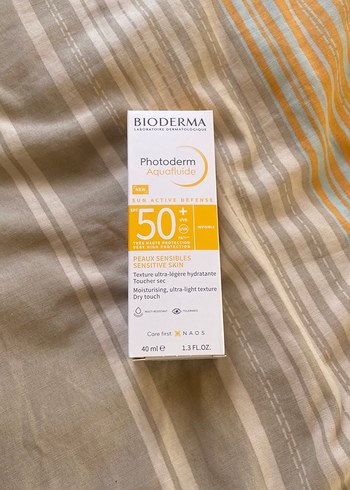 BIODERMA
LABORATOIRE DERMATOLOGIQUE
Photoderm
Aquafluide
NEW
SUN ACTIVE DEFENSE
SPF 50+
INVISIBLE
TRÈS HAUTE PROTECTION
VERY HIGH PROTECTION
PEAUX SENSIBLES
SENSITIVE SKIN
Texture ultra-légère hydratante
Toucher sec
Moisturising, ultra-light texture
Dry touch
Care first NAOS
40 ml e 1.3 FL.OZ.